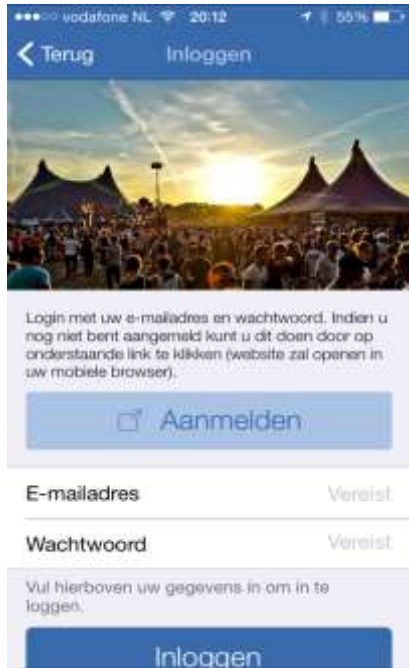 vodafone NL 20:12 55%
Terug Inloggen
Login met uw e-mailadres en wachtwoord. Indien u
nog niet bent aangemeld kunt u dit doen door op
onderstaande link te klikken (website zal openen in
uw mobiele browser).
Aanmelden
E-mailadres Vereist
Wachtwoord Vereist
Vul hierboven uw gegevens in om in te
loggen.
Inloggen